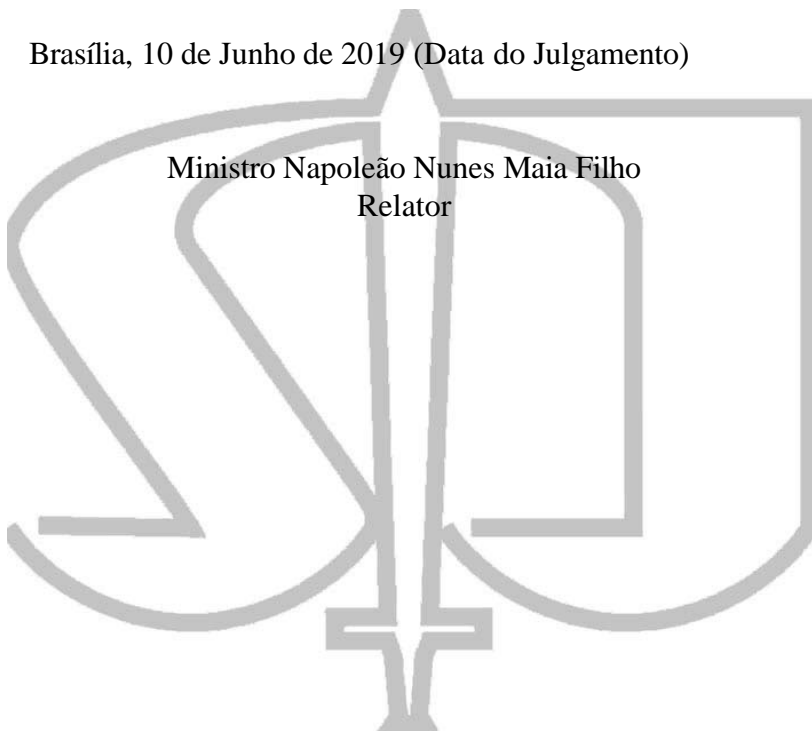 Brasília, 10 de Junho de 2019 (Data do Julgamento)
Ministro Napoleão Nunes Maia Filho
Relator